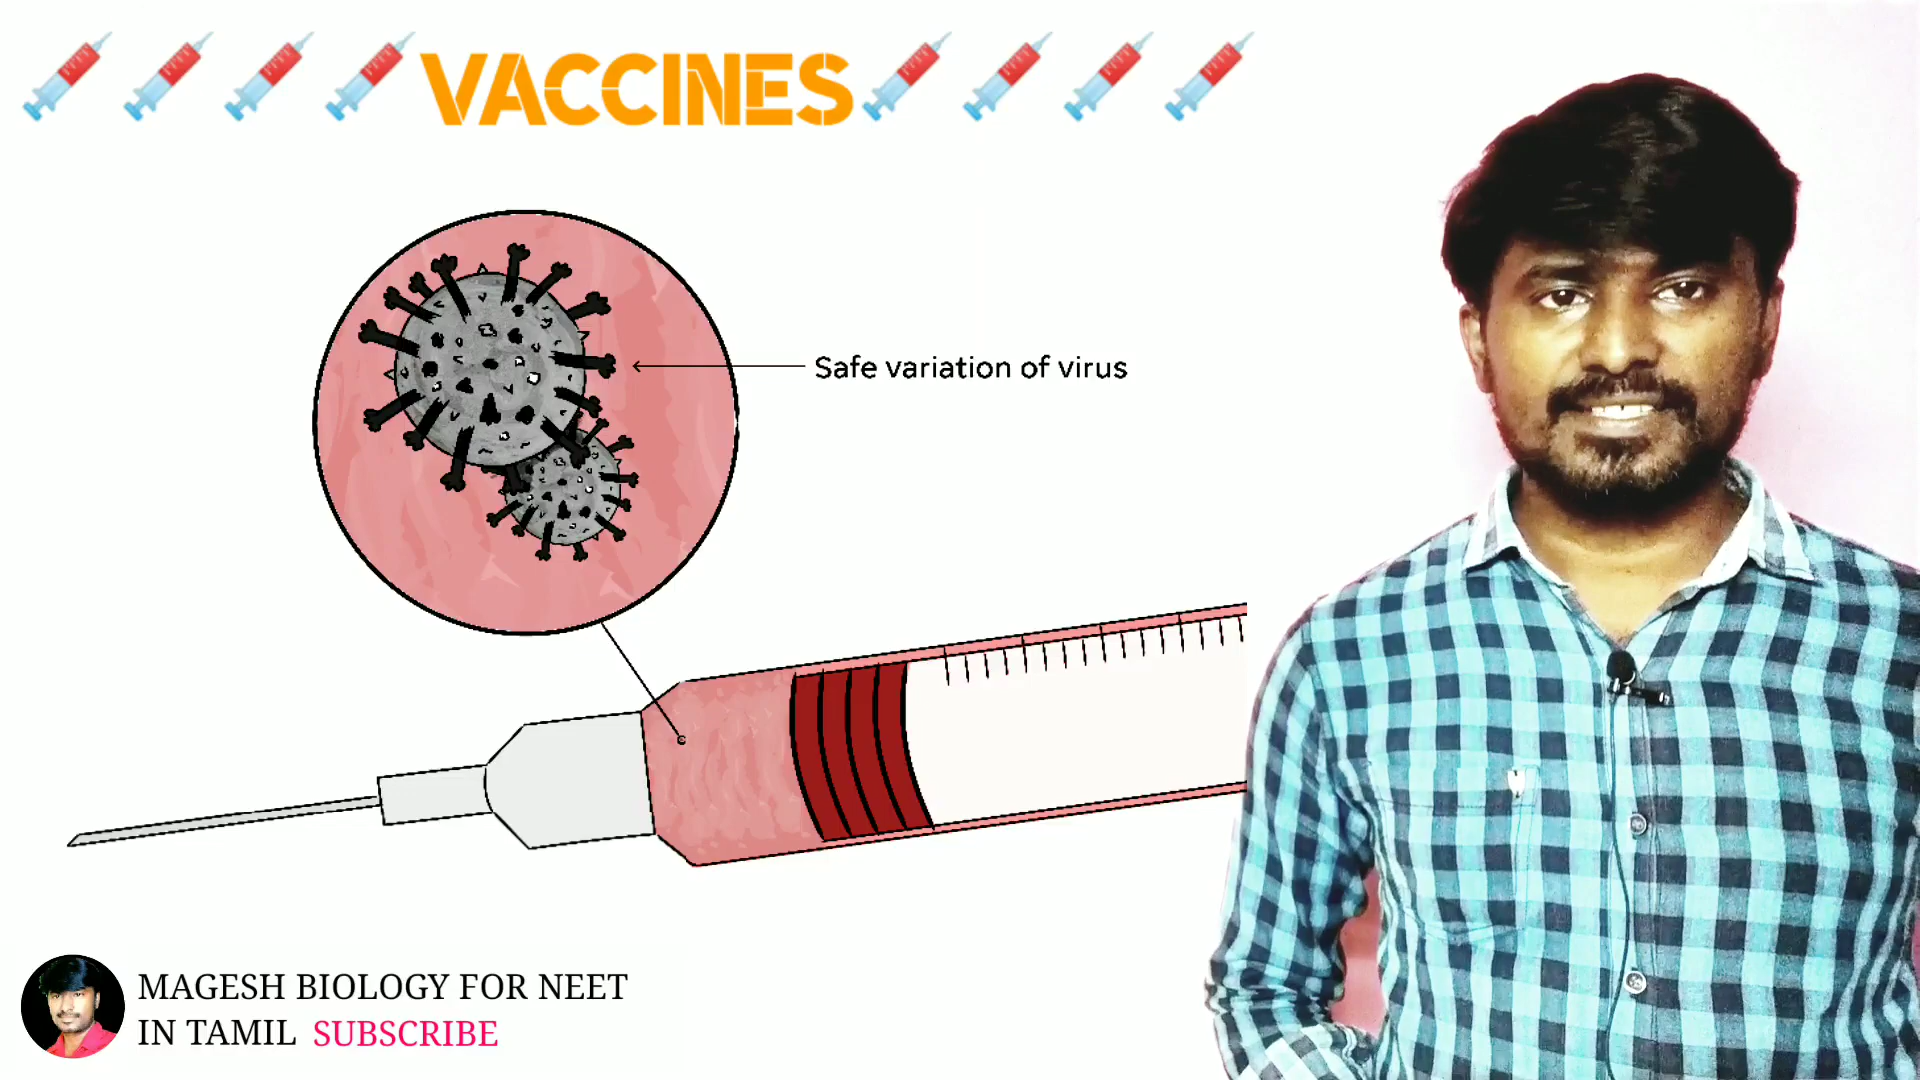 VACCINES
Safe variation of virus
MAGESH BIOLOGY FOR NEET
IN TAMIL SUBSCRIBE